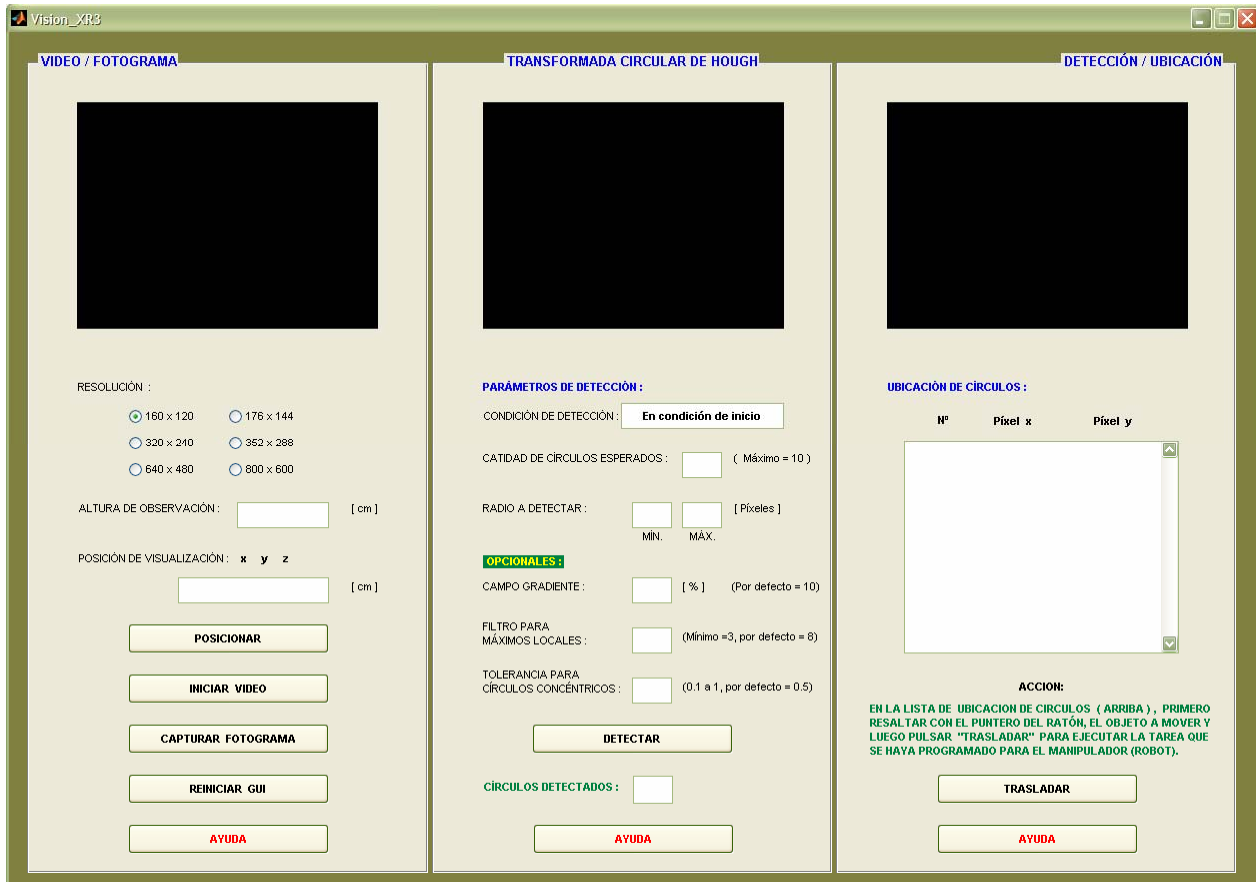 Vision_XR3
VIDEO / FOTOGRAMA
RESOLUCIÓN :
160 x 120
176 x 144
320 x 240
352 x 288
640 x 480
800 x 600
ALTURA DE OBSERVACIÓN :
[ cm ]
POSICIÓN DE VISUALIZACIÓN : x y z
[ cm ]
POSICIONAR
INICIAR VIDEO
CAPTURAR FOTOGRAMA
REINICIAR GUI
AYUDA
TRANSFORMADA CIRCULAR DE HOUGH
PARÁMETROS DE DETECCIÓN :
CONDICIÓN DE DETECCIÓN : En condición de inicio
CATIDAD DE CÍRCULOS ESPERADOS : ( Máximo = 10 )
RADIO A DETECTAR : [ Píxeles ]
MÍN. MÁX.
OPCIONALES :
CAMPO GRADIENTE : [ % ] (Por defecto = 10)
FILTRO PARA
MÁXIMOS LOCALES : (Mínimo =3, por defecto = 8)
TOLERANCIA PARA
CÍRCULOS CONCÉNTRICOS : (0.1 a 1, por defecto = 0.5)
DETECTAR
CÍRCULOS DETECTADOS :
AYUDA
DETECCIÓN / UBICACIÓN
UBICACIÓN DE CÍRCULOS :
Nº Píxel x Píxel y
ACCION:
EN LA LISTA DE UBICACION DE CIRCULOS ( ARRIBA ) , PRIMERO
RESALTAR CON EL PUNTERO DEL RATÓN, EL OBJETO A MOVER Y
LUEGO PULSAR "TRASLADAR" PARA EJECUTAR LA TAREA QUE
SE HAYA PROGRAMADO PARA EL MANIPULADOR (ROBOT).
TRASLADAR
AYUDA